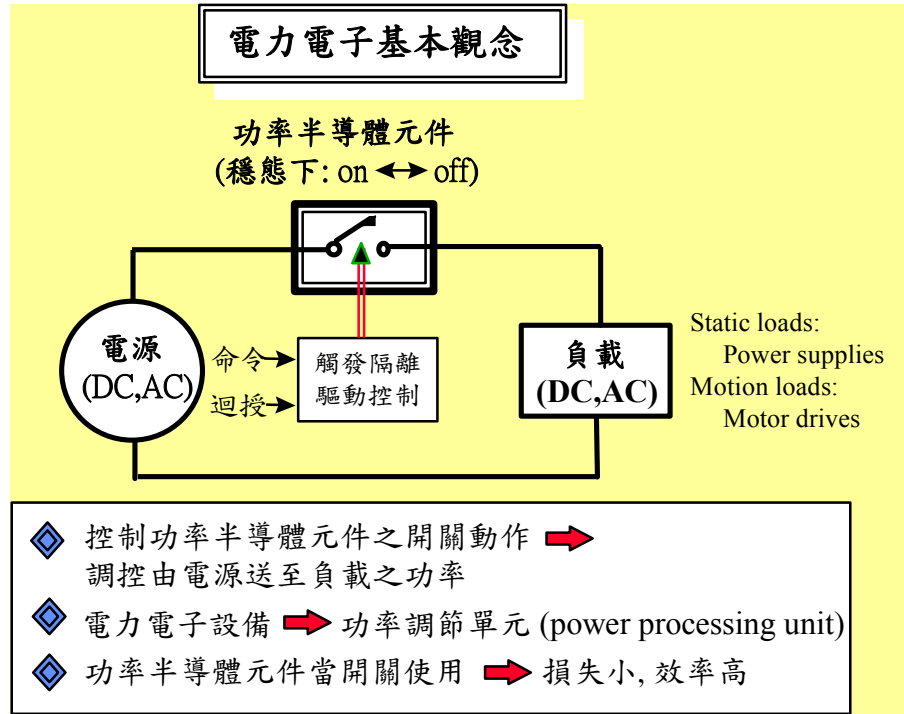 電力電子基本觀念
功率半導體元件
(穩態下: on ↔ off)
電源
(DC,AC)
命令→
迴授→
觸發隔離
驅動控制
負載
(DC,AC)
Static loads:
Power supplies
Motion loads:
Motor drives
控制功率半導體元件之開關動作 ➡
調控由電源送至負載之功率
電力電子設備 ➡ 功率調節單元 (power processing unit)
功率半導體元件當開關使用 ➡ 損失小, 效率高